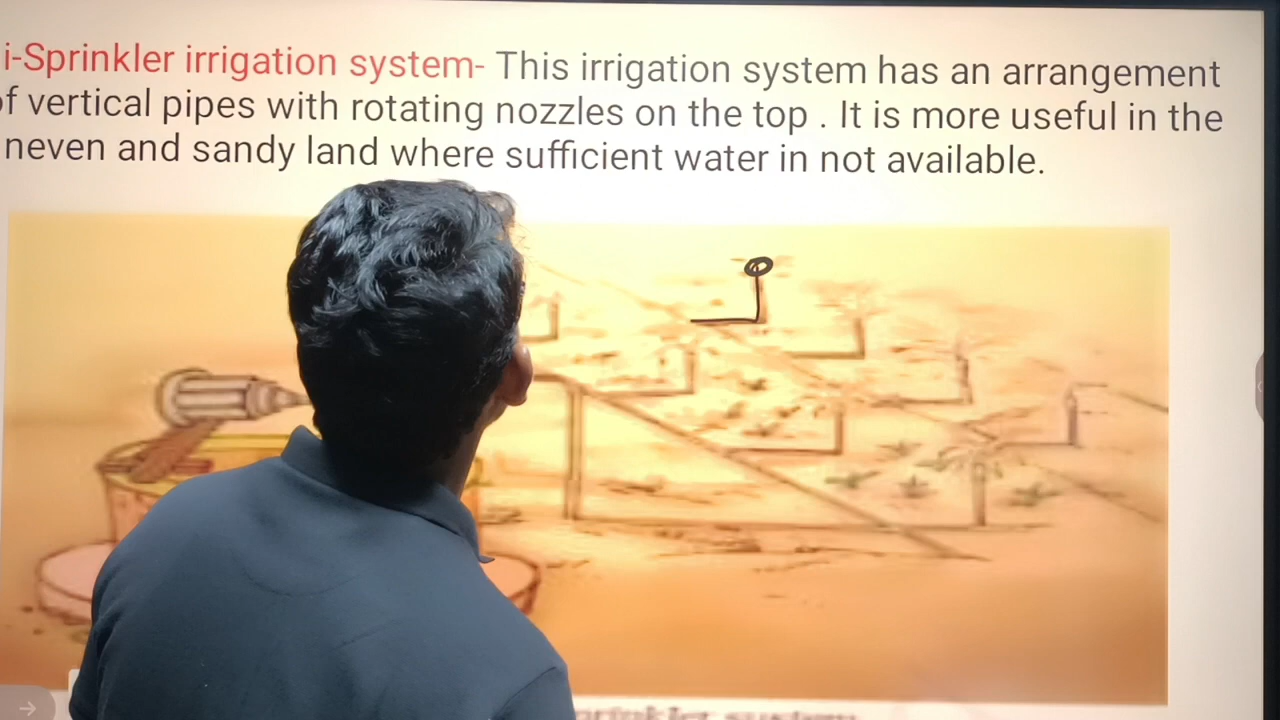 i-Sprinkler irrigation system- This irrigation system has an arrangement
of vertical pipes with rotating nozzles on the top . It is more useful in the
neven and sandy land where sufficient water in not available.